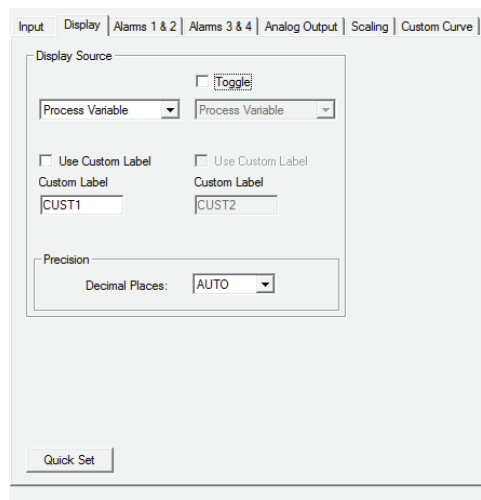 Input Display Alarms 1 & 2 Alarms 3 & 4 Analog Output Scaling Custom Curve
Display Source
Toggle
Process Variable Process Variable
Use Custom Label Use Custom Label
Custom Label Custom Label
CUST1 CUST2
Precision
Decimal Places: AUTO
Quick Set